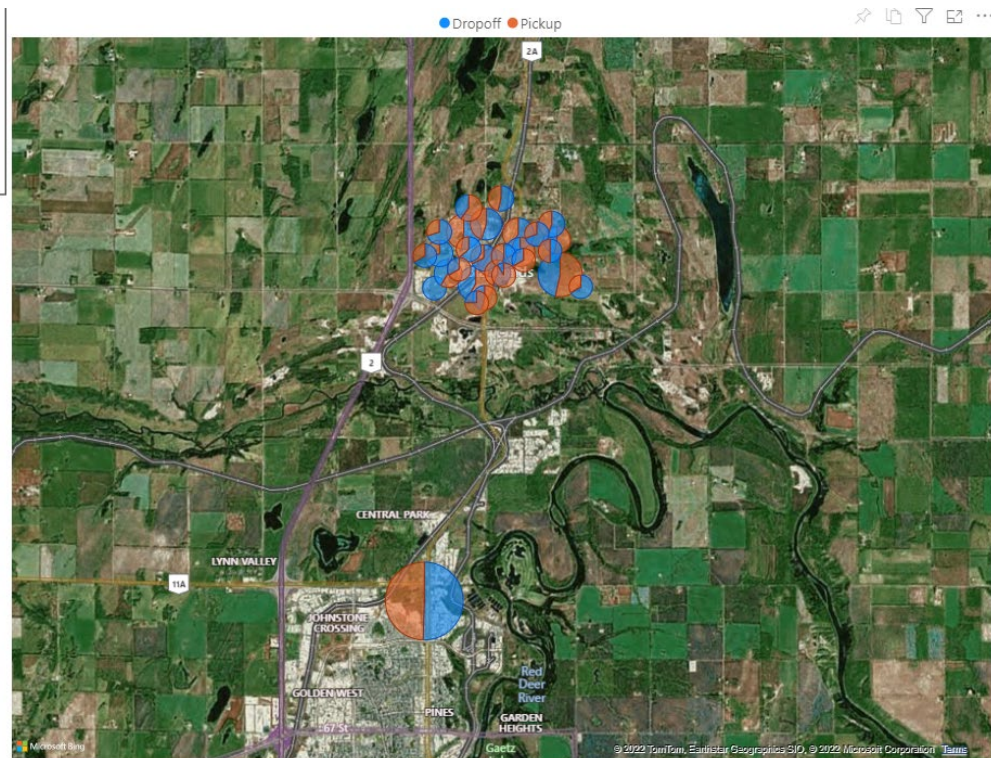 Dropoff Pickup
2A
2
CENTRAL PARK
LYNN VALLEY
11A
JOHNSTONE
CROSSING
Red
Deer
River
GOLDEN WEST
PINES
GARDEN
HEIGHTS
67 St
Gaetz
Microsoft Bing
© 2022 TomTom, Earthstar Geographics SIO, © 2022 Microsoft Corporation Terms